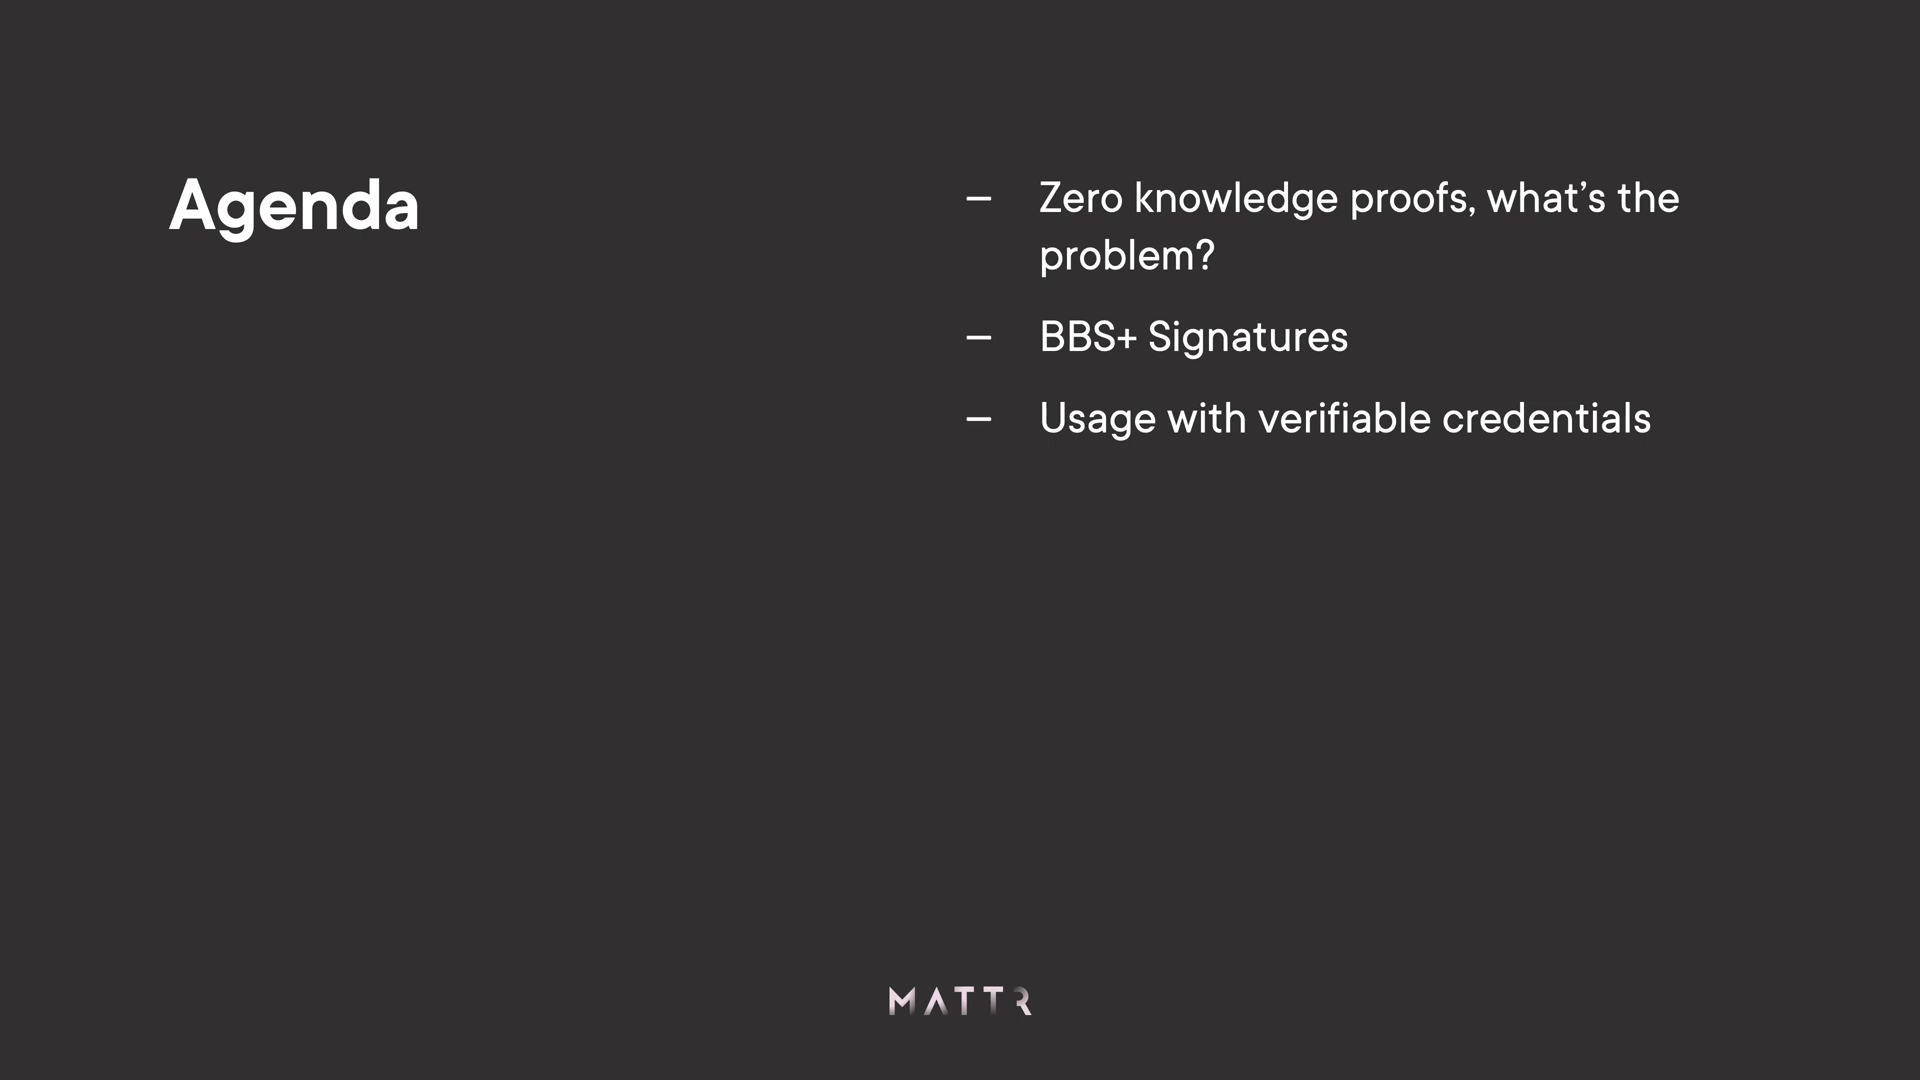 Agenda
— Zero knowledge proofs, what’s the
problem?
— BBS+ Signatures
— Usage with verifiable credentials
MATTR